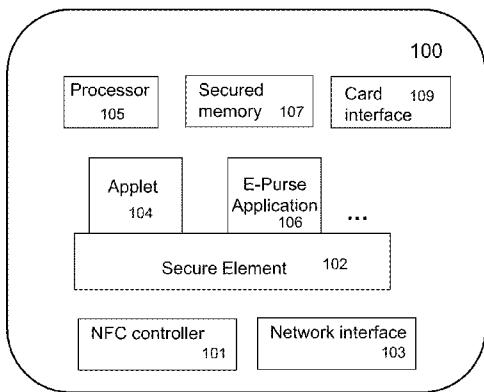 100
Processor
105
Secured
memory
107
Card
interface
109
Applet
104
E-Purse
Application
106
...
Secure Element 102
NFC controller
101
Network interface
103